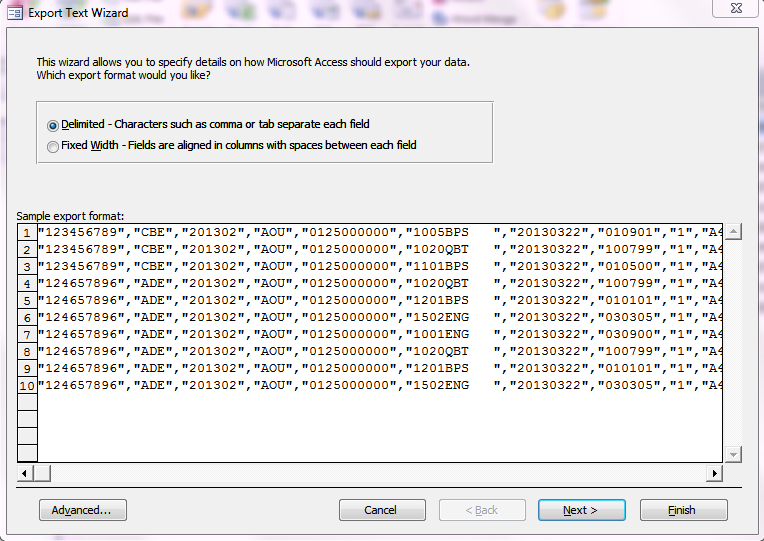 Export Text Wizard
This wizard allows you to specify details on how Microsoft Access should export your data.
Which export format would you like?
Delimited - Characters such as comma or tab separate each field
Fixed Width - Fields are aligned in columns with spaces between each field
Sample export format:
1 "123456789","CBE","201302","AOU","0125000000","1005BPS   ","20130322","010901","1","A4
2 "123456789","CBE","201302","AOU","0125000000","1020QBT   ","20130322","100799","1","A4
3 "123456789","CBE","201302","AOU","0125000000","1101BPS   ","20130322","010500","1","A4
4 "124657896","ADE","201302","AOU","0125000000","1020QBT   ","20130322","100799","1","A4
5 "124657896","ADE","201302","AOU","0125000000","1201BPS   ","20130322","010101","1","A4
6 "124657896","ADE","201302","AOU","0125000000","1502ENG   ","20130322","030305","1","A4
7 "124657896","ADE","201302","AOU","0125000000","1001ENG   ","20130322","030900","1","A4
8 "124657896","ADE","201302","AOU","0125000000","1020QBT   ","20130322","100799","1","A4
9 "124657896","ADE","201302","AOU","0125000000","1201BPS   ","20130322","010101","1","A4
10 "124657896","ADE","201302","AOU","0125000000","1502ENG   ","20130322","030305","1","A4
Advanced... Cancel < Back Next > Finish